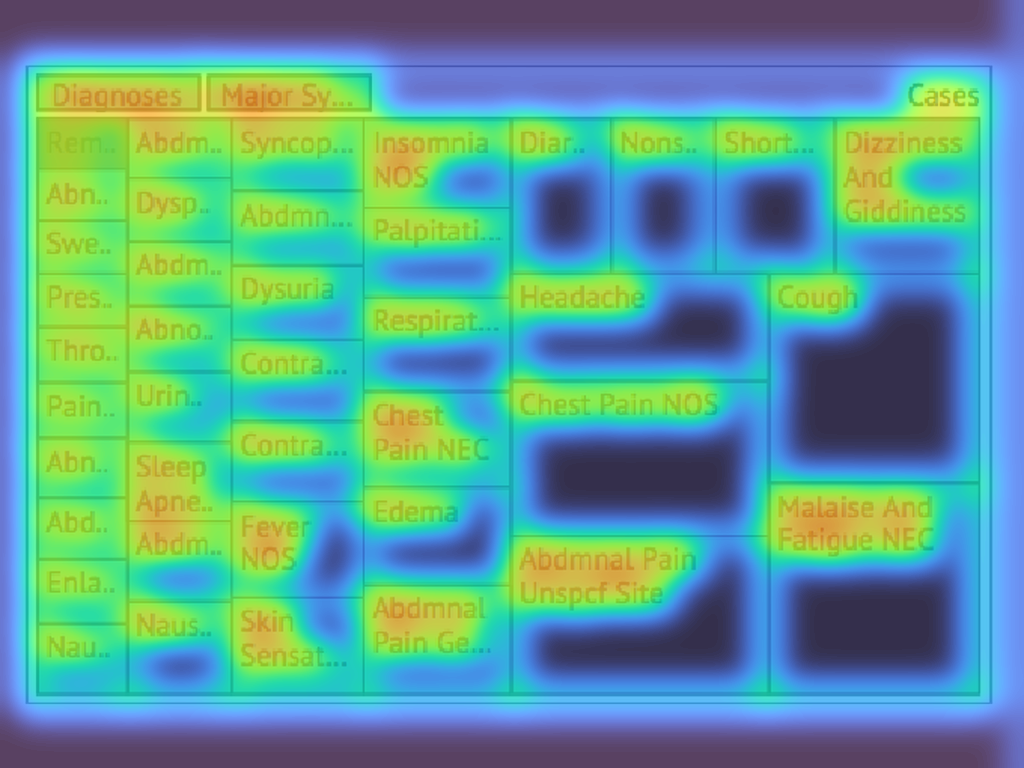 Diagnoses
Major Sy...
Cases
Rem..
Abn..
Swe..
Pres..
Thro..
Pain..
Abn..
Abd..
Enla..
Nau..
Abdm..
Dysp..
Abdm..
Abno..
Urin..
Sleep
Apne..
Abdm..
Naus..
Syncop...
Abdmn...
Dysuria
Contra...
Contra...
Fever
NOS
Skin
Sensat...
Insomnia
NOS
Palpitati...
Respirat...
Chest
Pain NEC
Edema
Abdmnal
Pain Ge...
Diar..
Nons..
Short...
Dizziness
And
Giddiness
Headache
Chest Pain NOS
Abdmnal Pain
Unspcf Site
Cough
Malaise And
Fatigue NEC